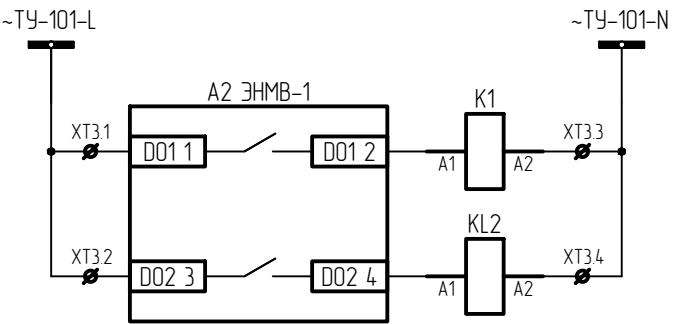 ~ТУ-101-L
~ТУ-101-N
А2 ЭНМВ-1
K1
XT3.1
DO1 1
DO1 2
A1
A2
XT3.3
KL2
XT3.2
DO2 3
DO2 4
A1
A2
XT3.4